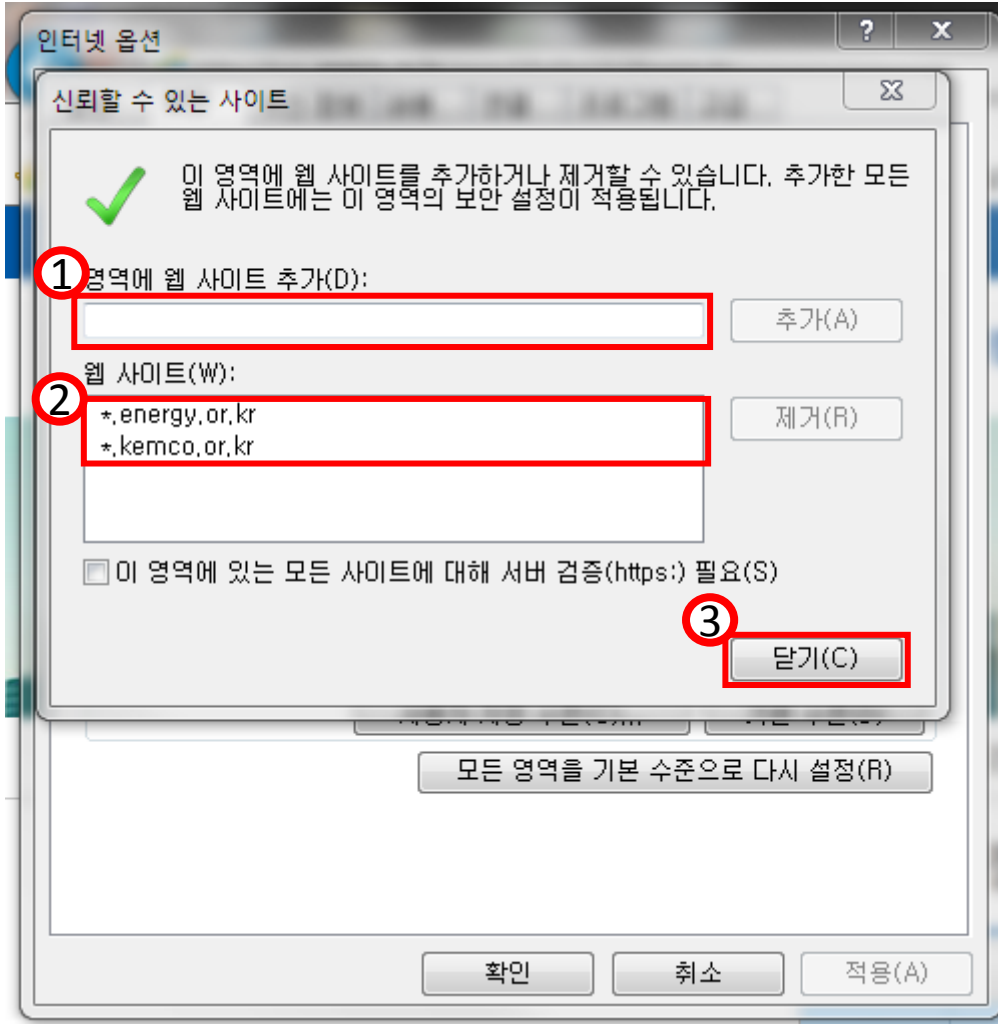 인터넷 옵션
신뢰할 수 있는 사이트
이 영역에 웹 사이트를 추가하거나 제거할 수 있습니다. 추가한 모든
웹 사이트에는 이 영역의 보안 설정이 적용됩니다.
1
영역에 웹 사이트 추가(D):
추가(A)
웹 사이트(W):
2
*.energy.or.kr
*.kemco.or.kr
제거(R)
이 영역에 있는 모든 사이트에 대해 서버 검증(https:) 필요(S)
3
닫기(C)
모든 영역을 기본 수준으로 다시 설정(R)
확인
취소
적용(A)